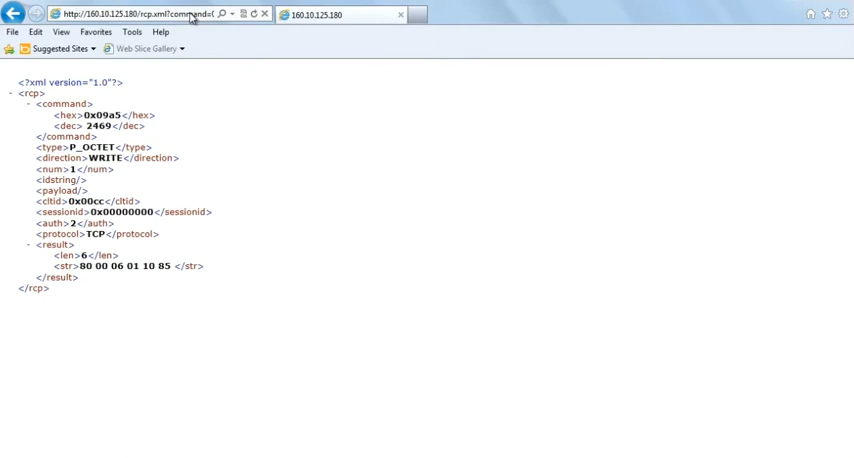 http://160.10.125.180/rcp.xml?command=(
160.10.125.180
File Edit View Favorites Tools Help
Suggested Sites Web Slice Gallery
<?xml version="1.0"?>
- <rcp>
- <command>
<hex>0x09a5</hex>
<dec> 2469</dec>
</command>
<type>P_OCTET</type>
<direction>WRITE</direction>
<num>1</num>
<idstring/>
<payload/>
<cltid>0x00cc</cltid>
<sessionid>0x00000000</sessionid>
<auth>2</auth>
<protocol>TCP</protocol>
- <result>
<len>6</len>
<str>80 00 06 01 10 85 </str>
</result>
</rcp>